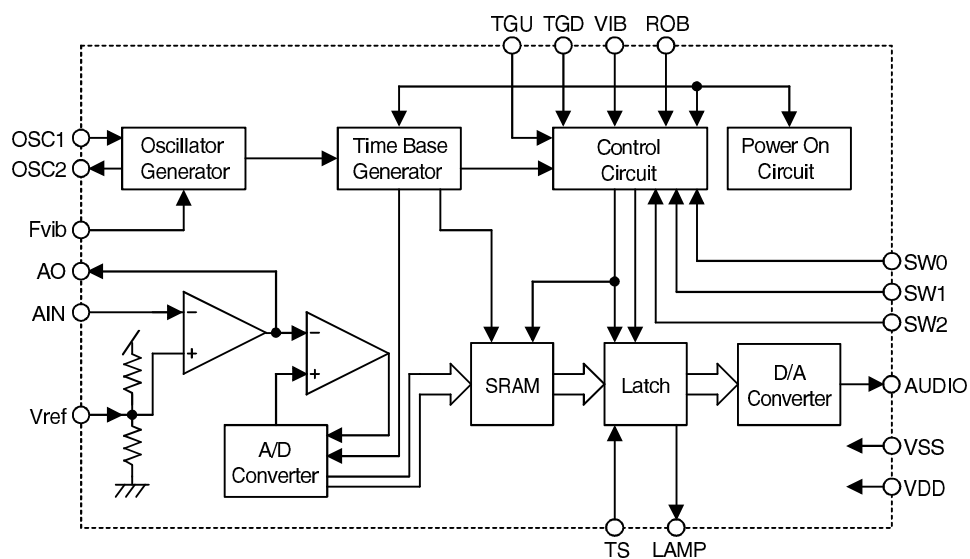 TGU TGD VIB ROB
OSC1
OSC2
Oscillator
Generator
Time Base
Generator
Control
Circuit
Power On
Circuit
Fvib
AO
AIN
Vref
−
+
−
+
A/D
Converter
SRAM
Latch
D/A
Converter
SW0
SW1
SW2
AUDIO
VSS
VDD
TS LAMP